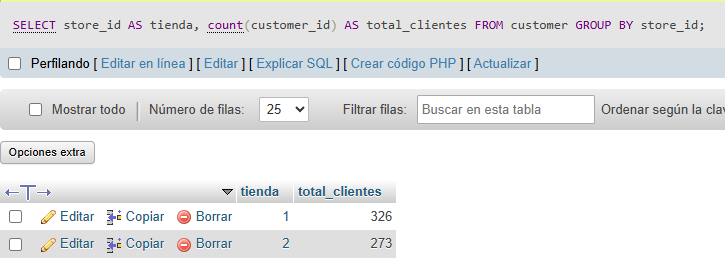 SELECT store_id AS tienda, count(customer_id) AS total_clientes FROM customer GROUP BY store_id;
Perfilando [ Editar en línea ] [ Editar ] [ Explicar SQL ] [ Crear código PHP ] [ Actualizar ]
Mostrar todo Número de filas: 25 Filtrar filas: Buscar en esta tabla Ordenar según la clav
Opciones extra
tienda total_clientes
Editar Copiar Borrar 1 326
Editar Copiar Borrar 2 273